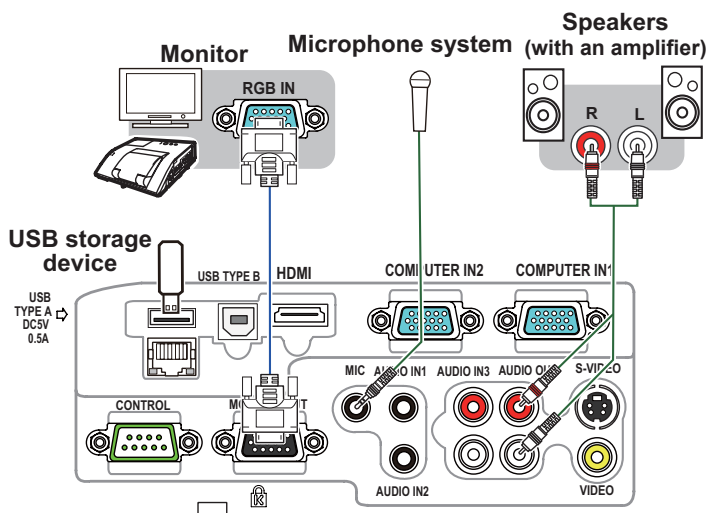 Monitor
Microphone system
Speakers
(with an amplifier)
RGB IN
R
L
USB storage
device
USB TYPE B
HDMI
COMPUTER IN2
COMPUTER IN1
USB
TYPE A
DC5V
0.5A
MIC
IN1
AUDIO IN3
AUDIO
S-VIDEO
CONTROL
AUDIO IN2
VIDEO
K